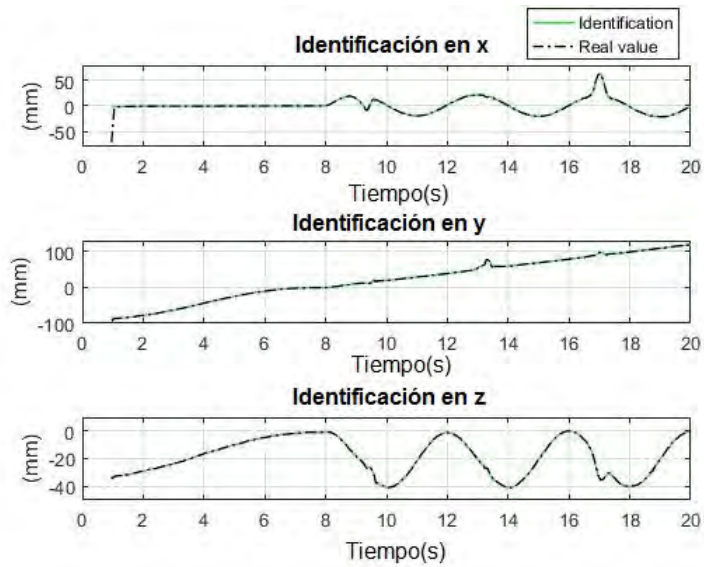 Identification
Real value
Identificación en x
50
0
-50
(mm)
0 2 4 6 8 10 12 14 16 18 20
Tiempo(s)
Identificación en y
100
0
-100
(mm)
0 2 4 6 8 10 12 14 16 18 20
Tiempo(s)
Identificación en z
0
-20
-40
(mm)
0 2 4 6 8 10 12 14 16 18 20
Tiempo(s)